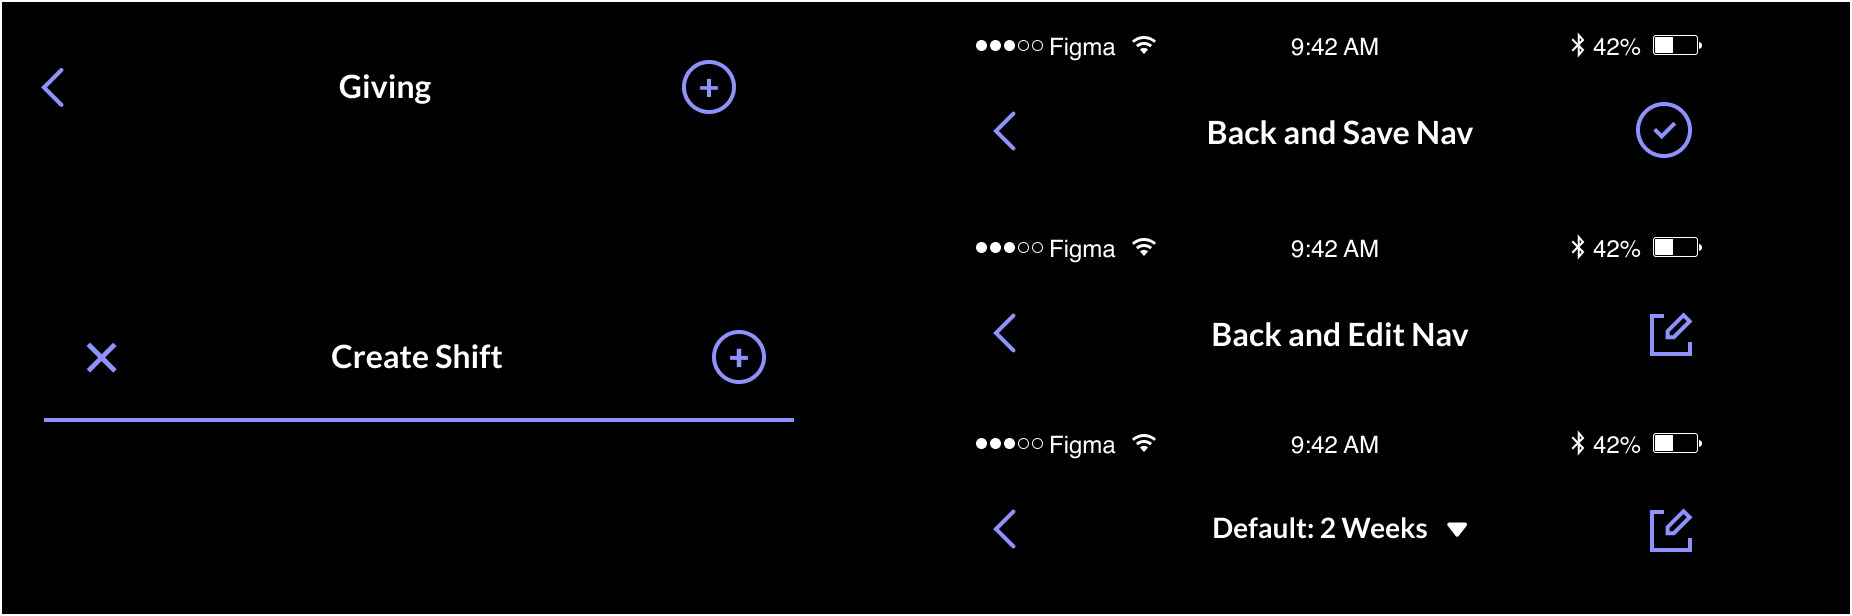 Giving
Create Shift
Figma 9:42 AM 42%
Back and Save Nav
Figma 9:42 AM 42%
Back and Edit Nav
Figma 9:42 AM 42%
Default: 2 Weeks